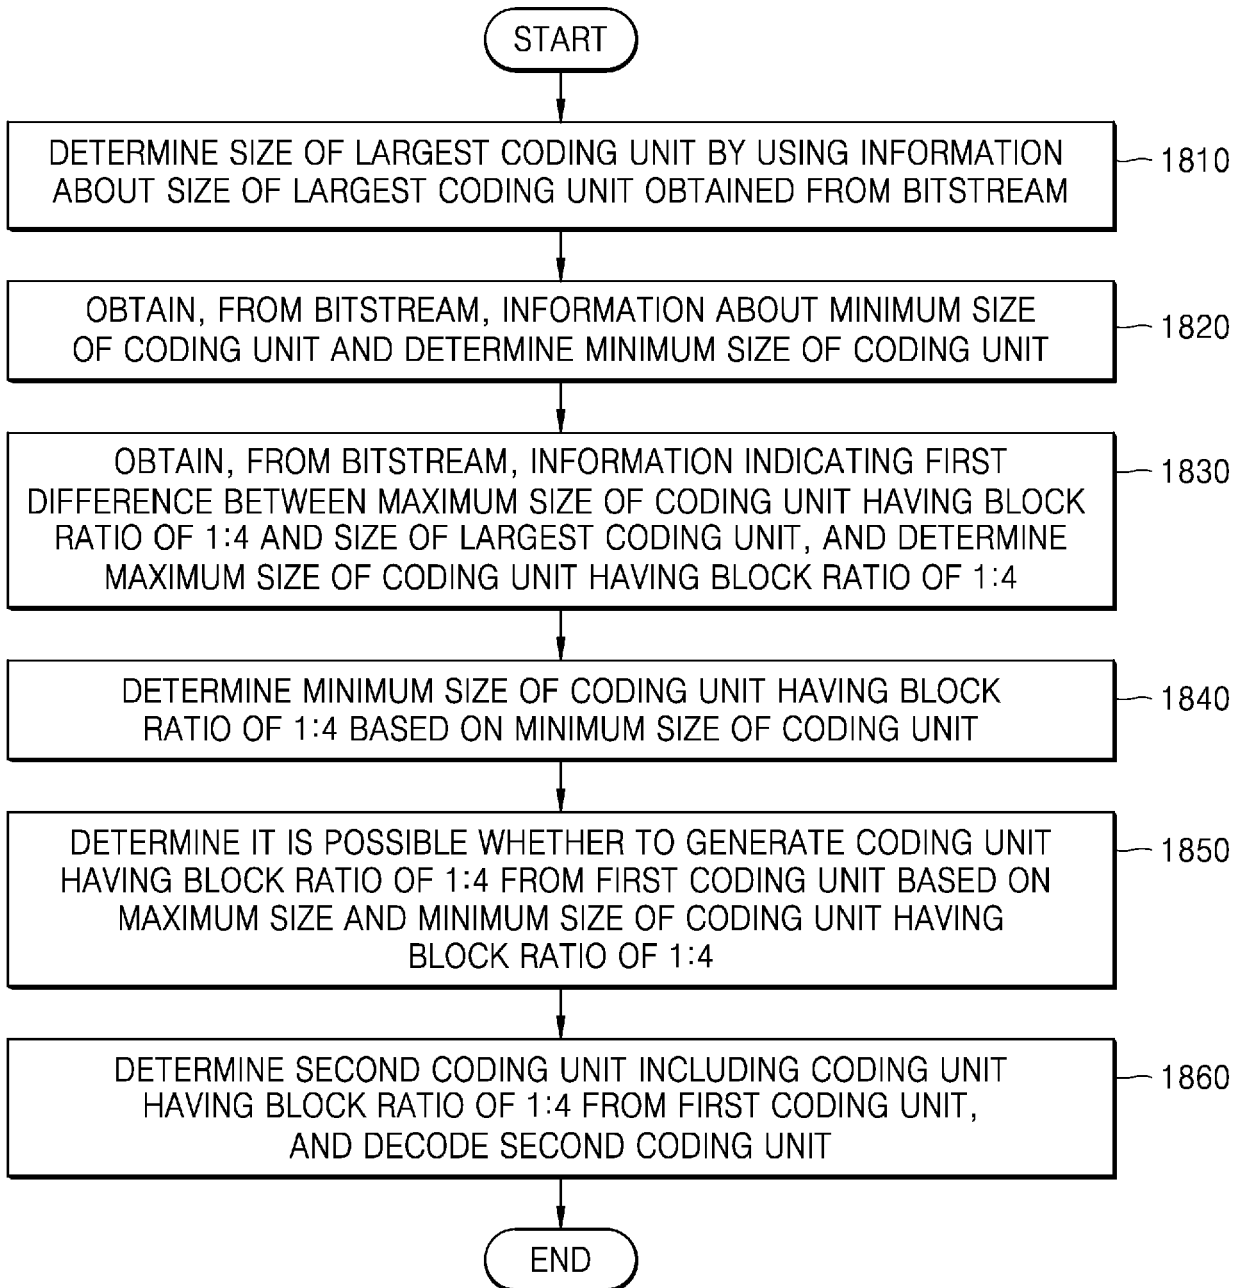 START
DETERMINE SIZE OF LARGEST CODING UNIT BY USING INFORMATION
ABOUT SIZE OF LARGEST CODING UNIT OBTAINED FROM BITSTREAM
1810
OBTAIN, FROM BITSTREAM, INFORMATION ABOUT MINIMUM SIZE
OF CODING UNIT AND DETERMINE MINIMUM SIZE OF CODING UNIT
1820
OBTAIN, FROM BITSTREAM, INFORMATION INDICATING FIRST
DIFFERENCE BETWEEN MAXIMUM SIZE OF CODING UNIT HAVING BLOCK
RATIO OF 1:4 AND SIZE OF LARGEST CODING UNIT, AND DETERMINE
MAXIMUM SIZE OF CODING UNIT HAVING BLOCK RATIO OF 1:4
1830
DETERMINE MINIMUM SIZE OF CODING UNIT HAVING BLOCK
RATIO OF 1:4 BASED ON MINIMUM SIZE OF CODING UNIT
1840
DETERMINE IT IS POSSIBLE WHETHER TO GENERATE CODING UNIT
HAVING BLOCK RATIO OF 1:4 FROM FIRST CODING UNIT BASED ON
MAXIMUM SIZE AND MINIMUM SIZE OF CODING UNIT HAVING
BLOCK RATIO OF 1:4
1850
DETERMINE SECOND CODING UNIT INCLUDING CODING UNIT
HAVING BLOCK RATIO OF 1:4 FROM FIRST CODING UNIT,
AND DECODE SECOND CODING UNIT
1860
END